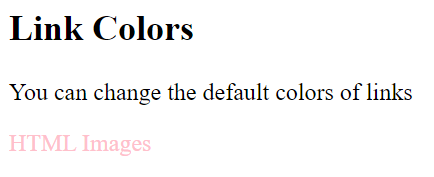 Link Colors
You can change the default colors of links
HTML Images